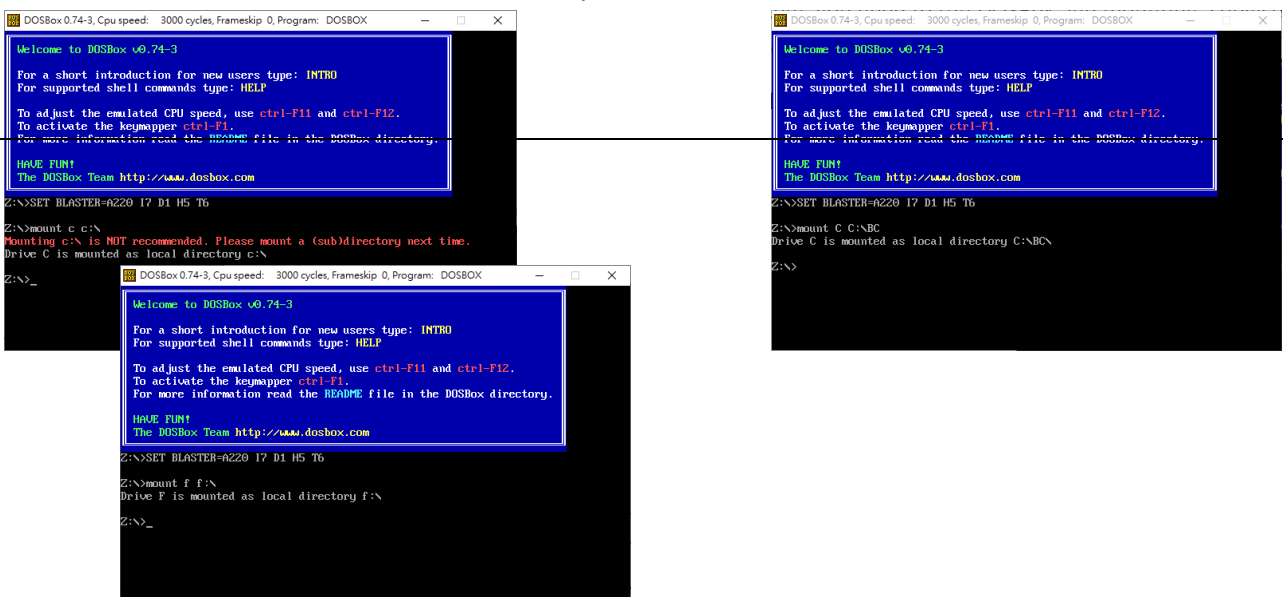 DOSBox 0.74-3, Cpu speed: 3000 cycles, Frameskip 0, Program: DOSBOX
Welcome to DOSBox v0.74-3
For a short introduction for new users type: INTRO
For supported shell commands type: HELP
To adjust the emulated CPU speed, use ctrl-F11 and ctrl-F12.
To activate the keymapper ctrl-F1.
For more information read the README file in the DOSBox directory.
HAVE FUN!
The DOSBox Team http://www.dosbox.com
Z:\>SET BLASTER=A220 I7 D1 H5 T6
Z:\>mount c c:\
Mounting c:\ is NOT recommended. Please mount a (sub)directory next time.
Drive C is mounted as local directory c:\
Z:\>_
DOSBox 0.74-3, Cpu speed: 3000 cycles, Frameskip 0, Program: DOSBOX
Welcome to DOSBox v0.74-3
For a short introduction for new users type: INTRO
For supported shell commands type: HELP
To adjust the emulated CPU speed, use ctrl-F11 and ctrl-F12.
To activate the keymapper ctrl-F1.
For more information read the README file in the DOSBox directory.
HAVE FUN!
The DOSBox Team http://www.dosbox.com
Z:\>SET BLASTER=A220 I7 D1 H5 T6
Z:\>mount C C:\BC
Drive C is mounted as local directory C:\BC\
Z:\>
DOSBox 0.74-3, Cpu speed: 3000 cycles, Frameskip 0, Program: DOSBOX
Welcome to DOSBox v0.74-3
For a short introduction for new users type: INTRO
For supported shell commands type: HELP
To adjust the emulated CPU speed, use ctrl-F11 and ctrl-F12.
To activate the keymapper ctrl-F1.
For more information read the README file in the DOSBox directory.
HAVE FUN!
The DOSBox Team http://www.dosbox.com
Z:\>SET BLASTER=A220 I7 D1 H5 T6
Z:\>mount f f:\
Drive F is mounted as local directory f:\
Z:\>_